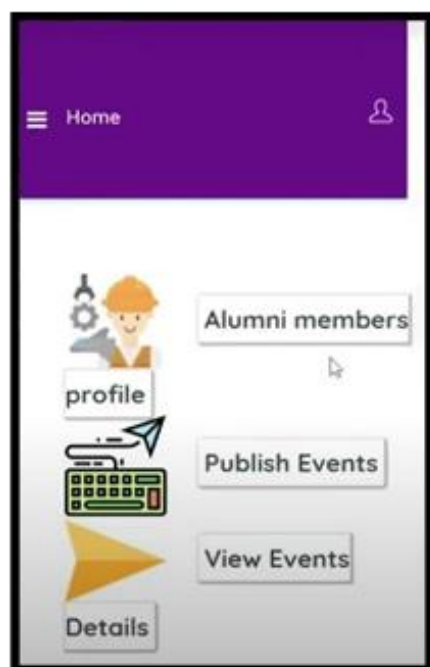 Home
Alumni members
profile
Publish Events
View Events
Details